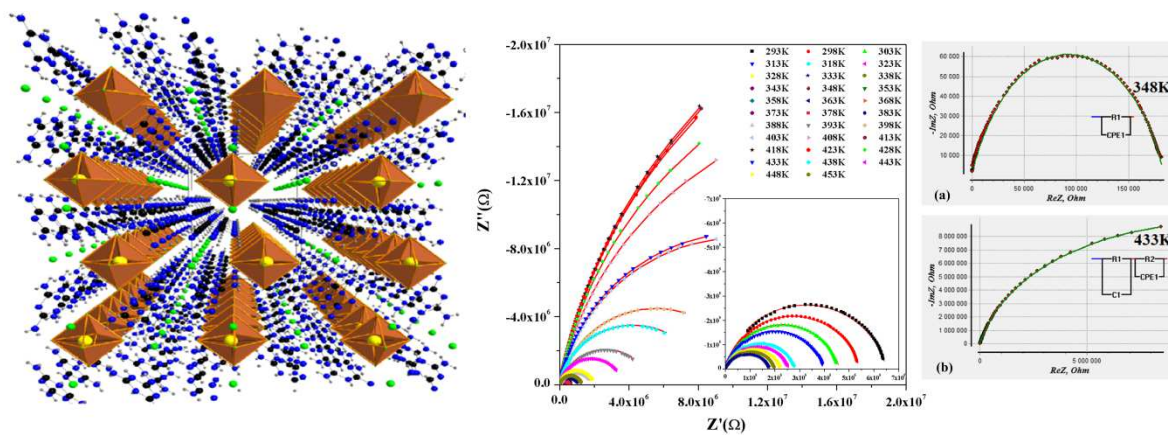 -2.0x10⁷
-1.6x10⁷
-1.2x10⁷
-8.0x10⁶
-4.0x10⁶
0.0
Z''(Ω)
293K 298K 303K
313K 318K 323K
328K 333K 338K
343K 348K 353K
358K 363K 368K
373K 378K 383K
388K 393K 398K
403K 408K 413K
418K 423K 428K
433K 438K 443K
448K 453K
0.0 4.0x10⁶ 8.0x10⁶ 1.2x10⁷ 1.6x10⁷ 2.0x10⁷
Z'(Ω)
60 000
50 000
40 000
30 000
20 000
10 000
-ImZ, Ohm
348K
R1
CPE1
(a)
0 50 000 100 000 150 000
ReZ, Ohm
8 000 000
7 000 000
6 000 000
5 000 000
4 000 000
3 000 000
2 000 000
1 000 000
0
-ImZ, Ohm
433K
R1 R2
CPE1
C1
(b)
0 5 000 000
ReZ, Ohm